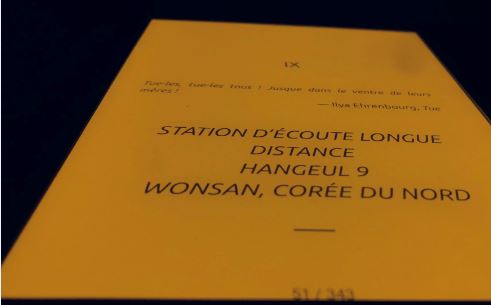 IX
Tue-les, tue-les tous ! Jusque dans le ventre de leurs
mères !
— Ilya Ehrenbourg, Tue
STATION D'ÉCOUTE LONGUE
DISTANCE
HANGEUL 9
WONSAN, CORÉE DU NORD
51 / 343